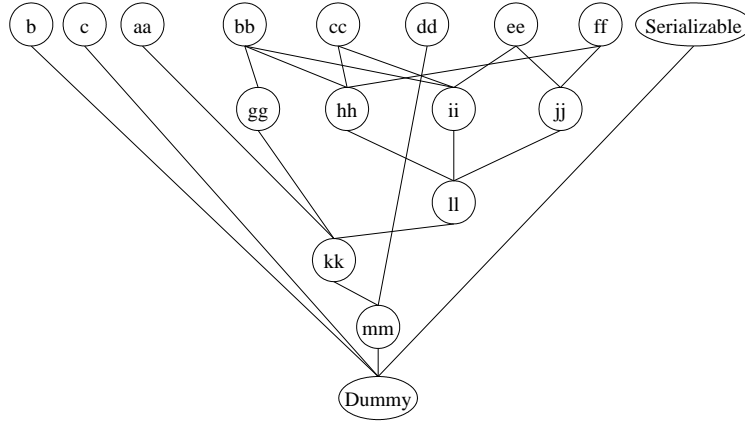 b c aa bb cc dd ee ff Serializable
gg hh ii jj
ll
kk
mm
Dummy